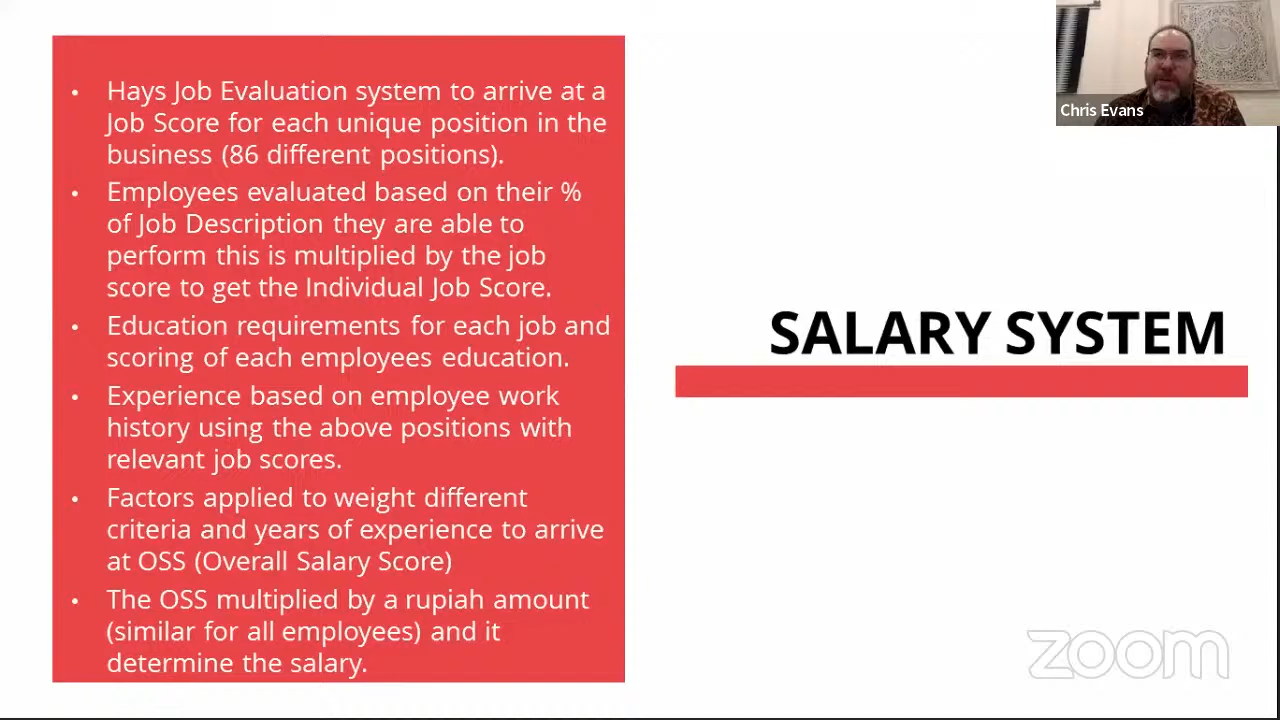 • Hays Job Evaluation system to arrive at a
Job Score for each unique position in the
business (86 different positions).
• Employees evaluated based on their %
of Job Description they are able to
perform this is multiplied by the job
score to get the Individual Job Score.
• Education requirements for each job and
scoring of each employees education.
• Experience based on employee work
history using the above positions with
relevant job scores.
• Factors applied to weight different
criteria and years of experience to arrive
at OSS (Overall Salary Score)
• The OSS multiplied by a rupiah amount
(similar for all employees) and it
determine the salary.
SALARY SYSTEM
Chris Evans
zoom